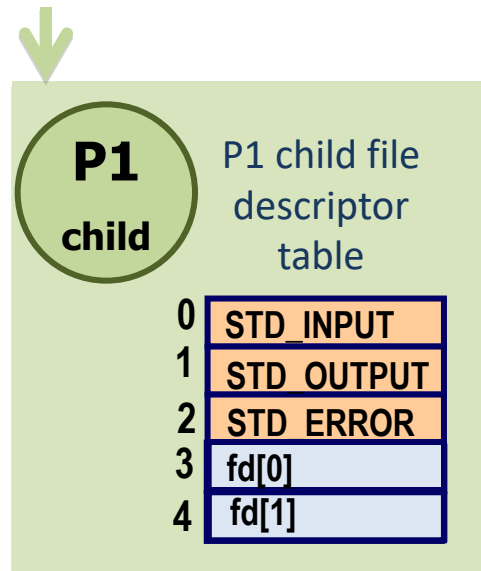 P1
child
P1 child file
descriptor
table
0 STD_INPUT
1 STD_OUTPUT
2 STD_ERROR
3 fd[0]
4 fd[1]